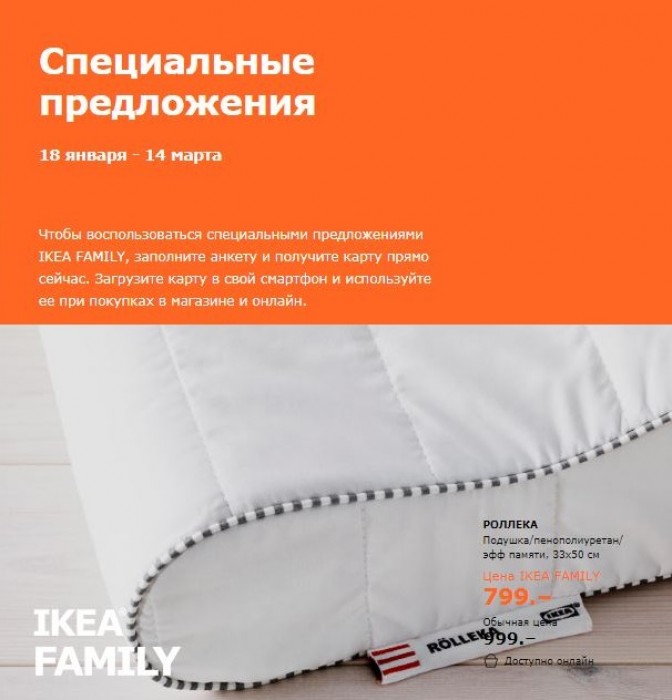 Специальные
предложения
18 января - 14 марта
Чтобы воспользоваться специальными предложениями
IKEA FAMILY, заполните анкету и получите карту прямо
сейчас. Загрузите карту в свой смартфон и используйте
ее при покупках в магазине и онлайн.
РОЛЛЕКА
Подушка/пенополиуретан/
эфф памяти, 33x50 см
Цена IKEA FAMILY
799.–
Обычная цена
999.–
Доступно онлайн
RÖLLEKA
IKEA
IKEA
FAMILY